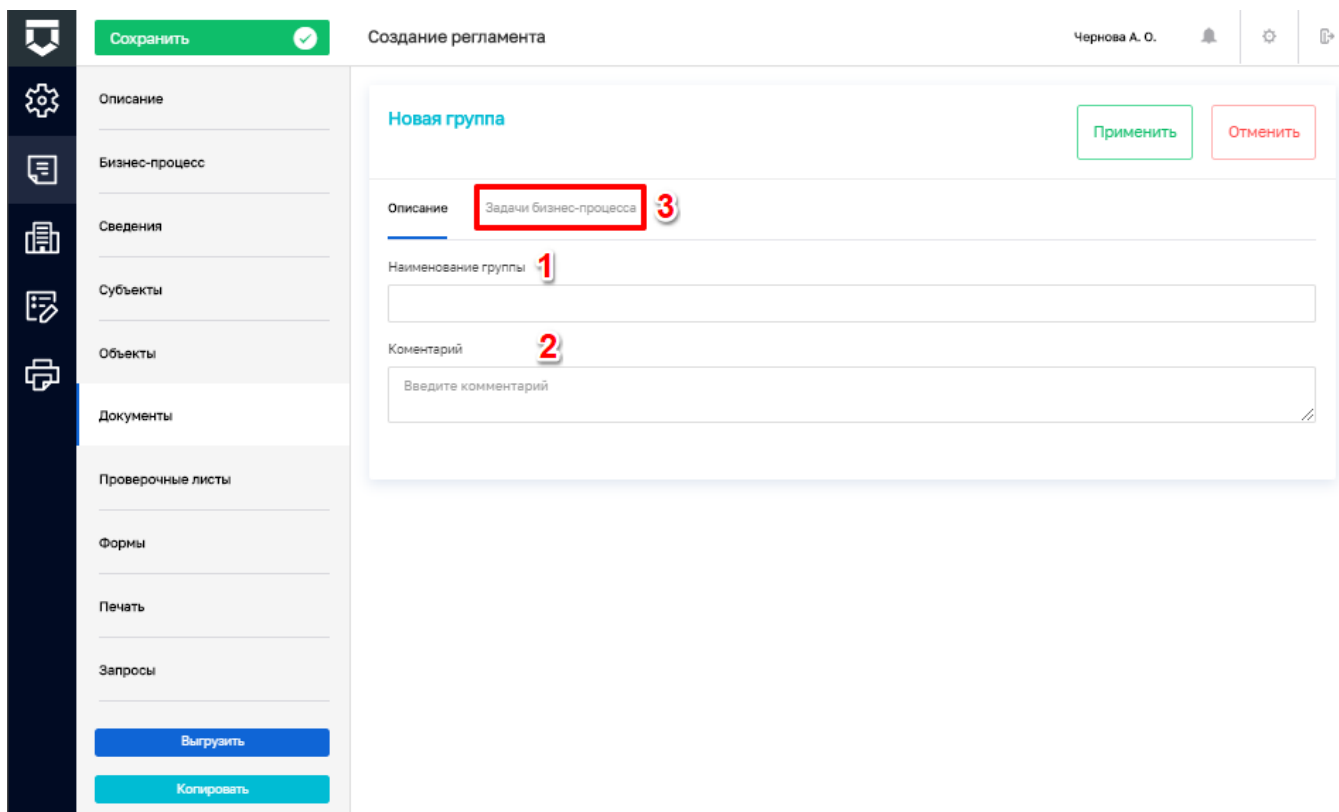 Сохранить
Создание регламента
Чернова А. О.
Описание
Бизнес-процесс
Сведения
Субъекты
Объекты
Документы
Проверочные листы
Формы
Печать
Запросы
Выгрузить
Копировать
Новая группа
Применить
Отменить
Описание
Задачи бизнес-процесса
3
Наименование группы
1
Коментарий
2
Введите комментарий